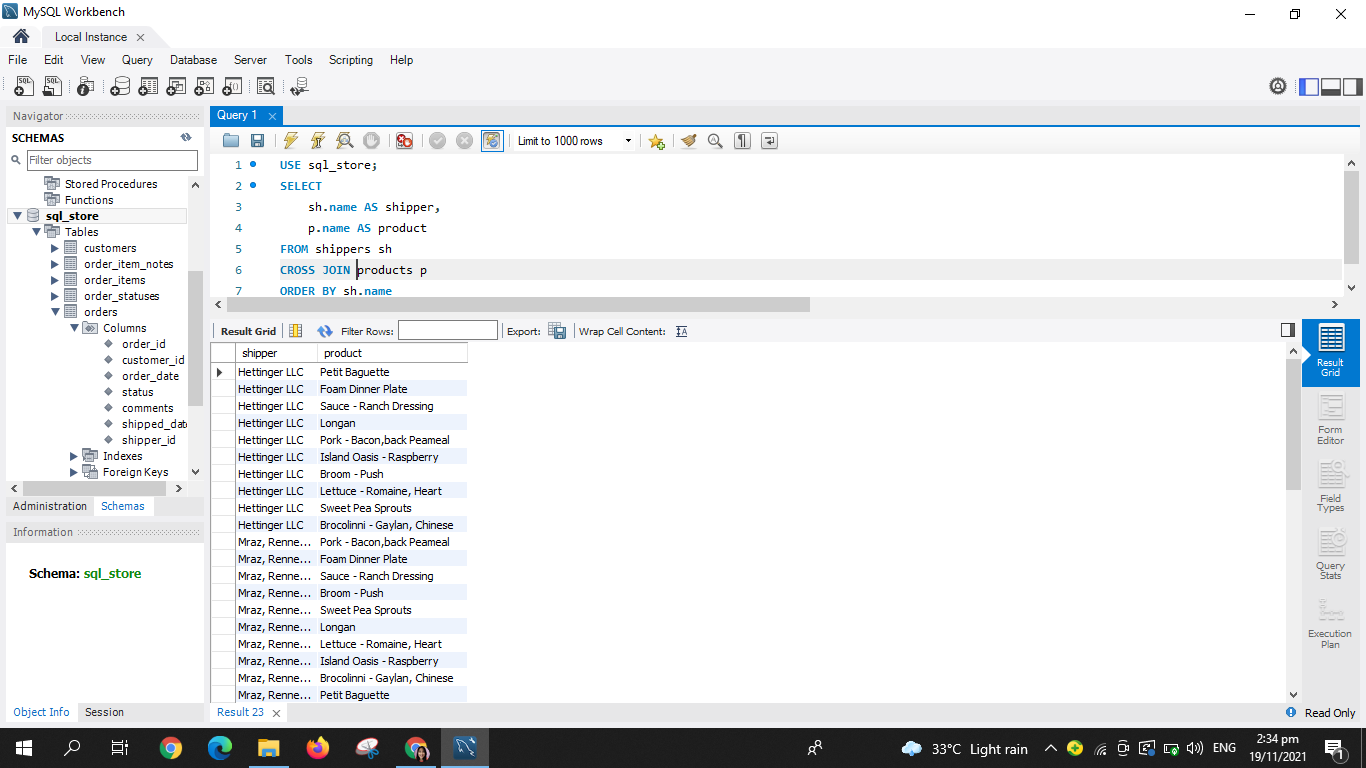 MySQL Workbench
Local Instance
File Edit View Query Database Server Tools Scripting Help
Navigator
SCHEMAS
Filter objects
Stored Procedures
Functions
sql_store
Tables
customers
order_item_notes
order_items
order_statuses
orders
Columns
order_id
customer_id
order_date
status
comments
shipped_dat
shipper_id
Indexes
Foreign Keys
Administration Schemas
Information
Schema: sql_store
Object Info Session
Query 1
Limit to 1000 rows
1 USE sql_store;
2 SELECT
3 sh.name AS shipper,
4 p.name AS product
5 FROM shippers sh
6 CROSS JOIN products p
7 ORDER BY sh.name
Result Grid Filter Rows: Export: Wrap Cell Content:
shipper product
Hettinger LLC Petit Baguette
Hettinger LLC Foam Dinner Plate
Hettinger LLC Sauce - Ranch Dressing
Hettinger LLC Longan
Hettinger LLC Pork - Bacon,back Peameal
Hettinger LLC Island Oasis - Raspberry
Hettinger LLC Broom - Push
Hettinger LLC Lettuce - Romaine, Heart
Hettinger LLC Sweet Pea Sprouts
Hettinger LLC Brocolinni - Gaylan, Chinese
Mraz, Renne... Pork - Bacon,back Peameal
Mraz, Renne... Foam Dinner Plate
Mraz, Renne... Sauce - Ranch Dressing
Mraz, Renne... Broom - Push
Mraz, Renne... Sweet Pea Sprouts
Mraz, Renne... Longan
Mraz, Renne... Lettuce - Romaine, Heart
Mraz, Renne... Island Oasis - Raspberry
Mraz, Renne... Brocolinni - Gaylan, Chinese
Mraz, Renne... Petit Baguette
Result
Grid
Form
Editor
Field
Types
Query
Stats
Execution
Plan
Result 23
Read Only
33°C Light rain
ENG
2:34 pm
19/11/2021
1